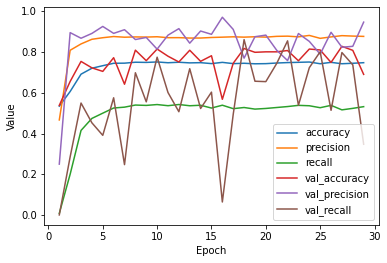 1.0
0.8
0.6
0.4
0.2
0.0
Value
0
5
10
15
20
25
30
Epoch
accuracy
precision
recall
val_accuracy
val_precision
val_recall